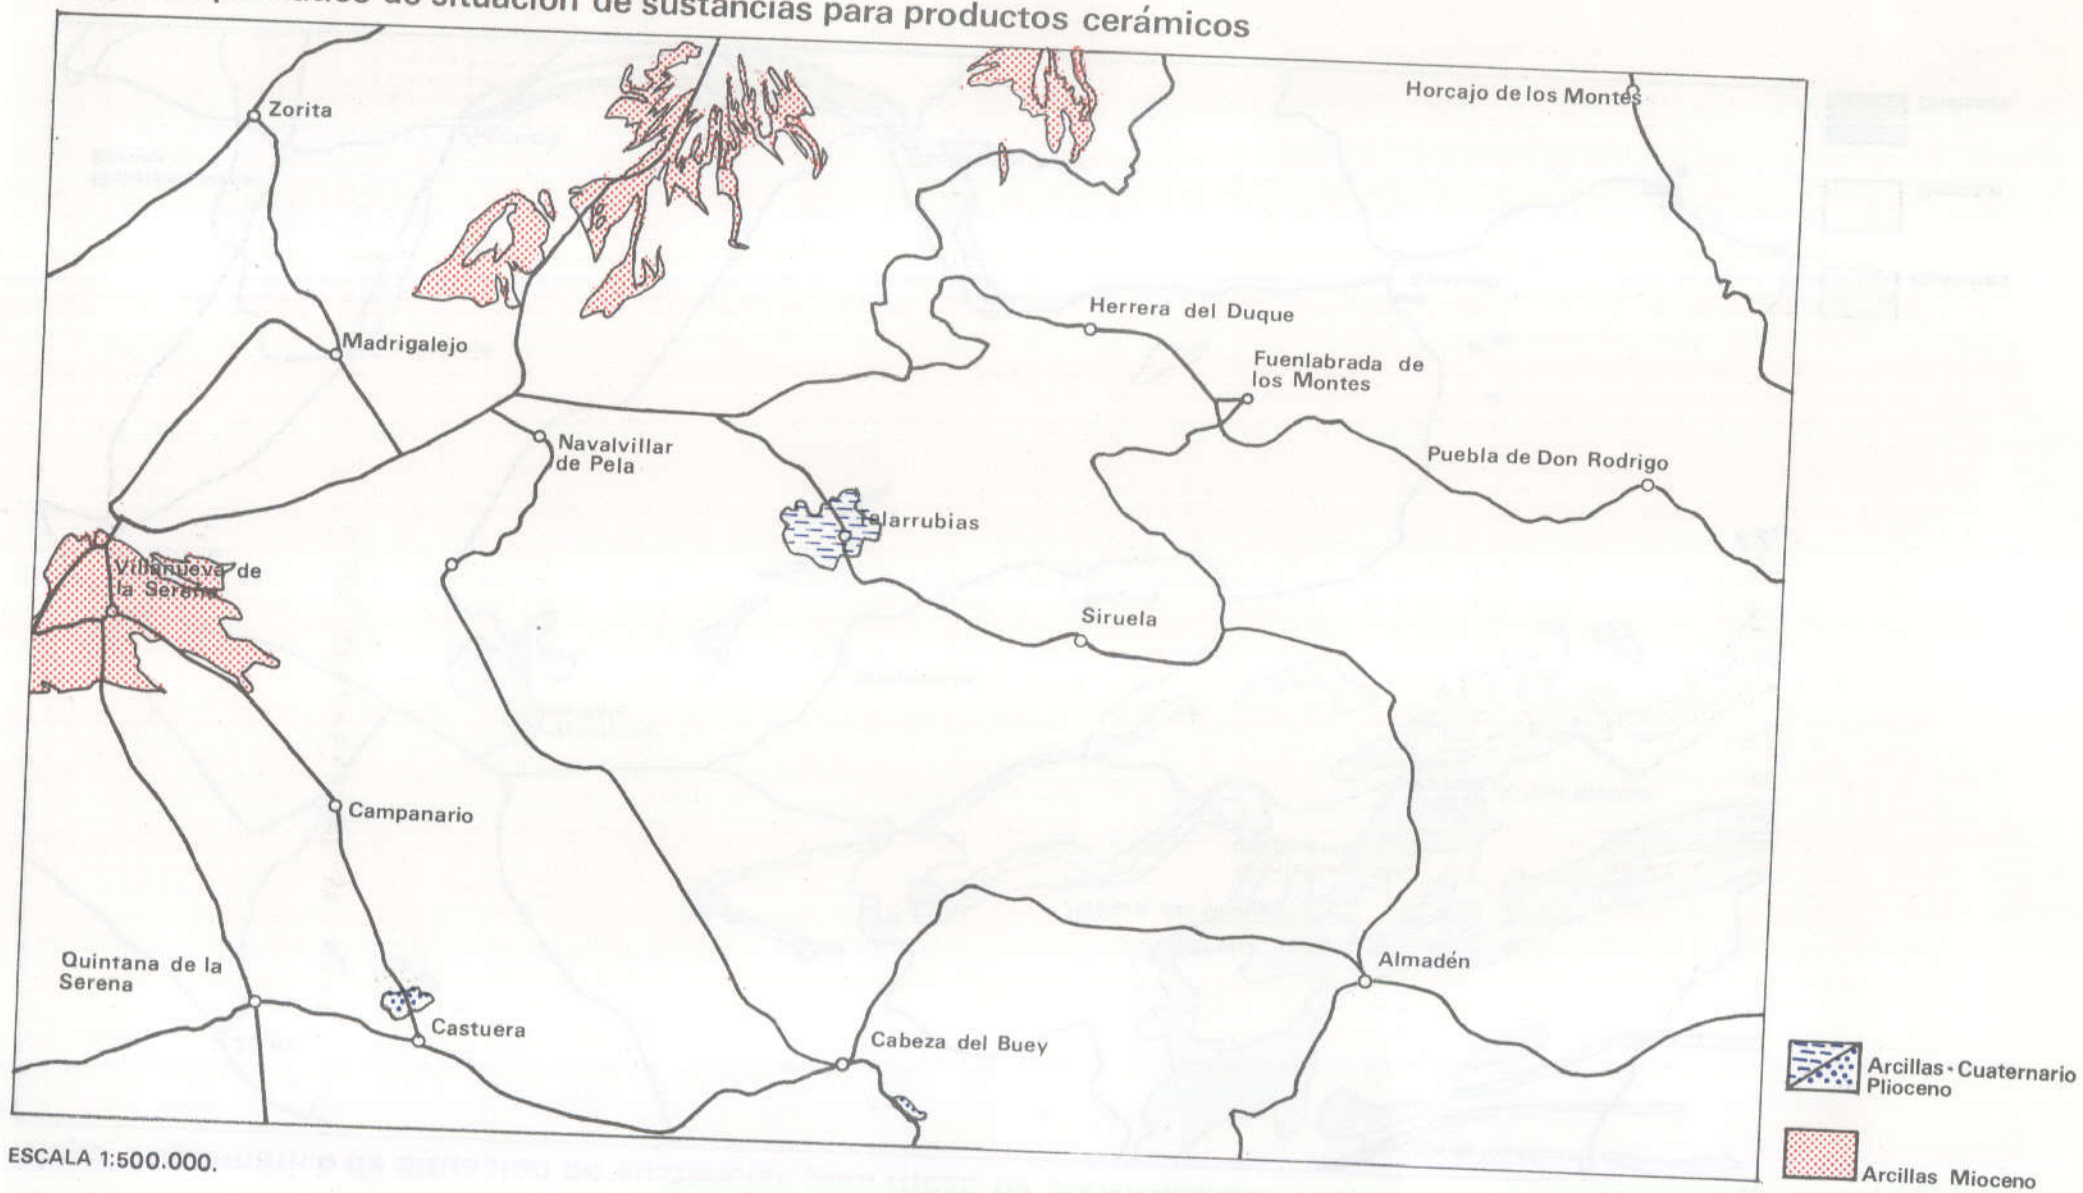 de situación de sustancias para productos cerámicos
Zorita
Horcajo de los Montes
Herrera del Duque
Madrigalejo
Fuenlabrada de
los Montes
Navalvillar
de Pela
Puebla de Don Rodrigo
Talarrubias
Villanueva de
la Serena
Siruela
Campanario
Quintana de la
Serena
Castuera
Cabeza del Buey
Almadén
Arcillas - Cuaternario
Plioceno
Arcillas Mioceno
ESCALA 1:500.000.